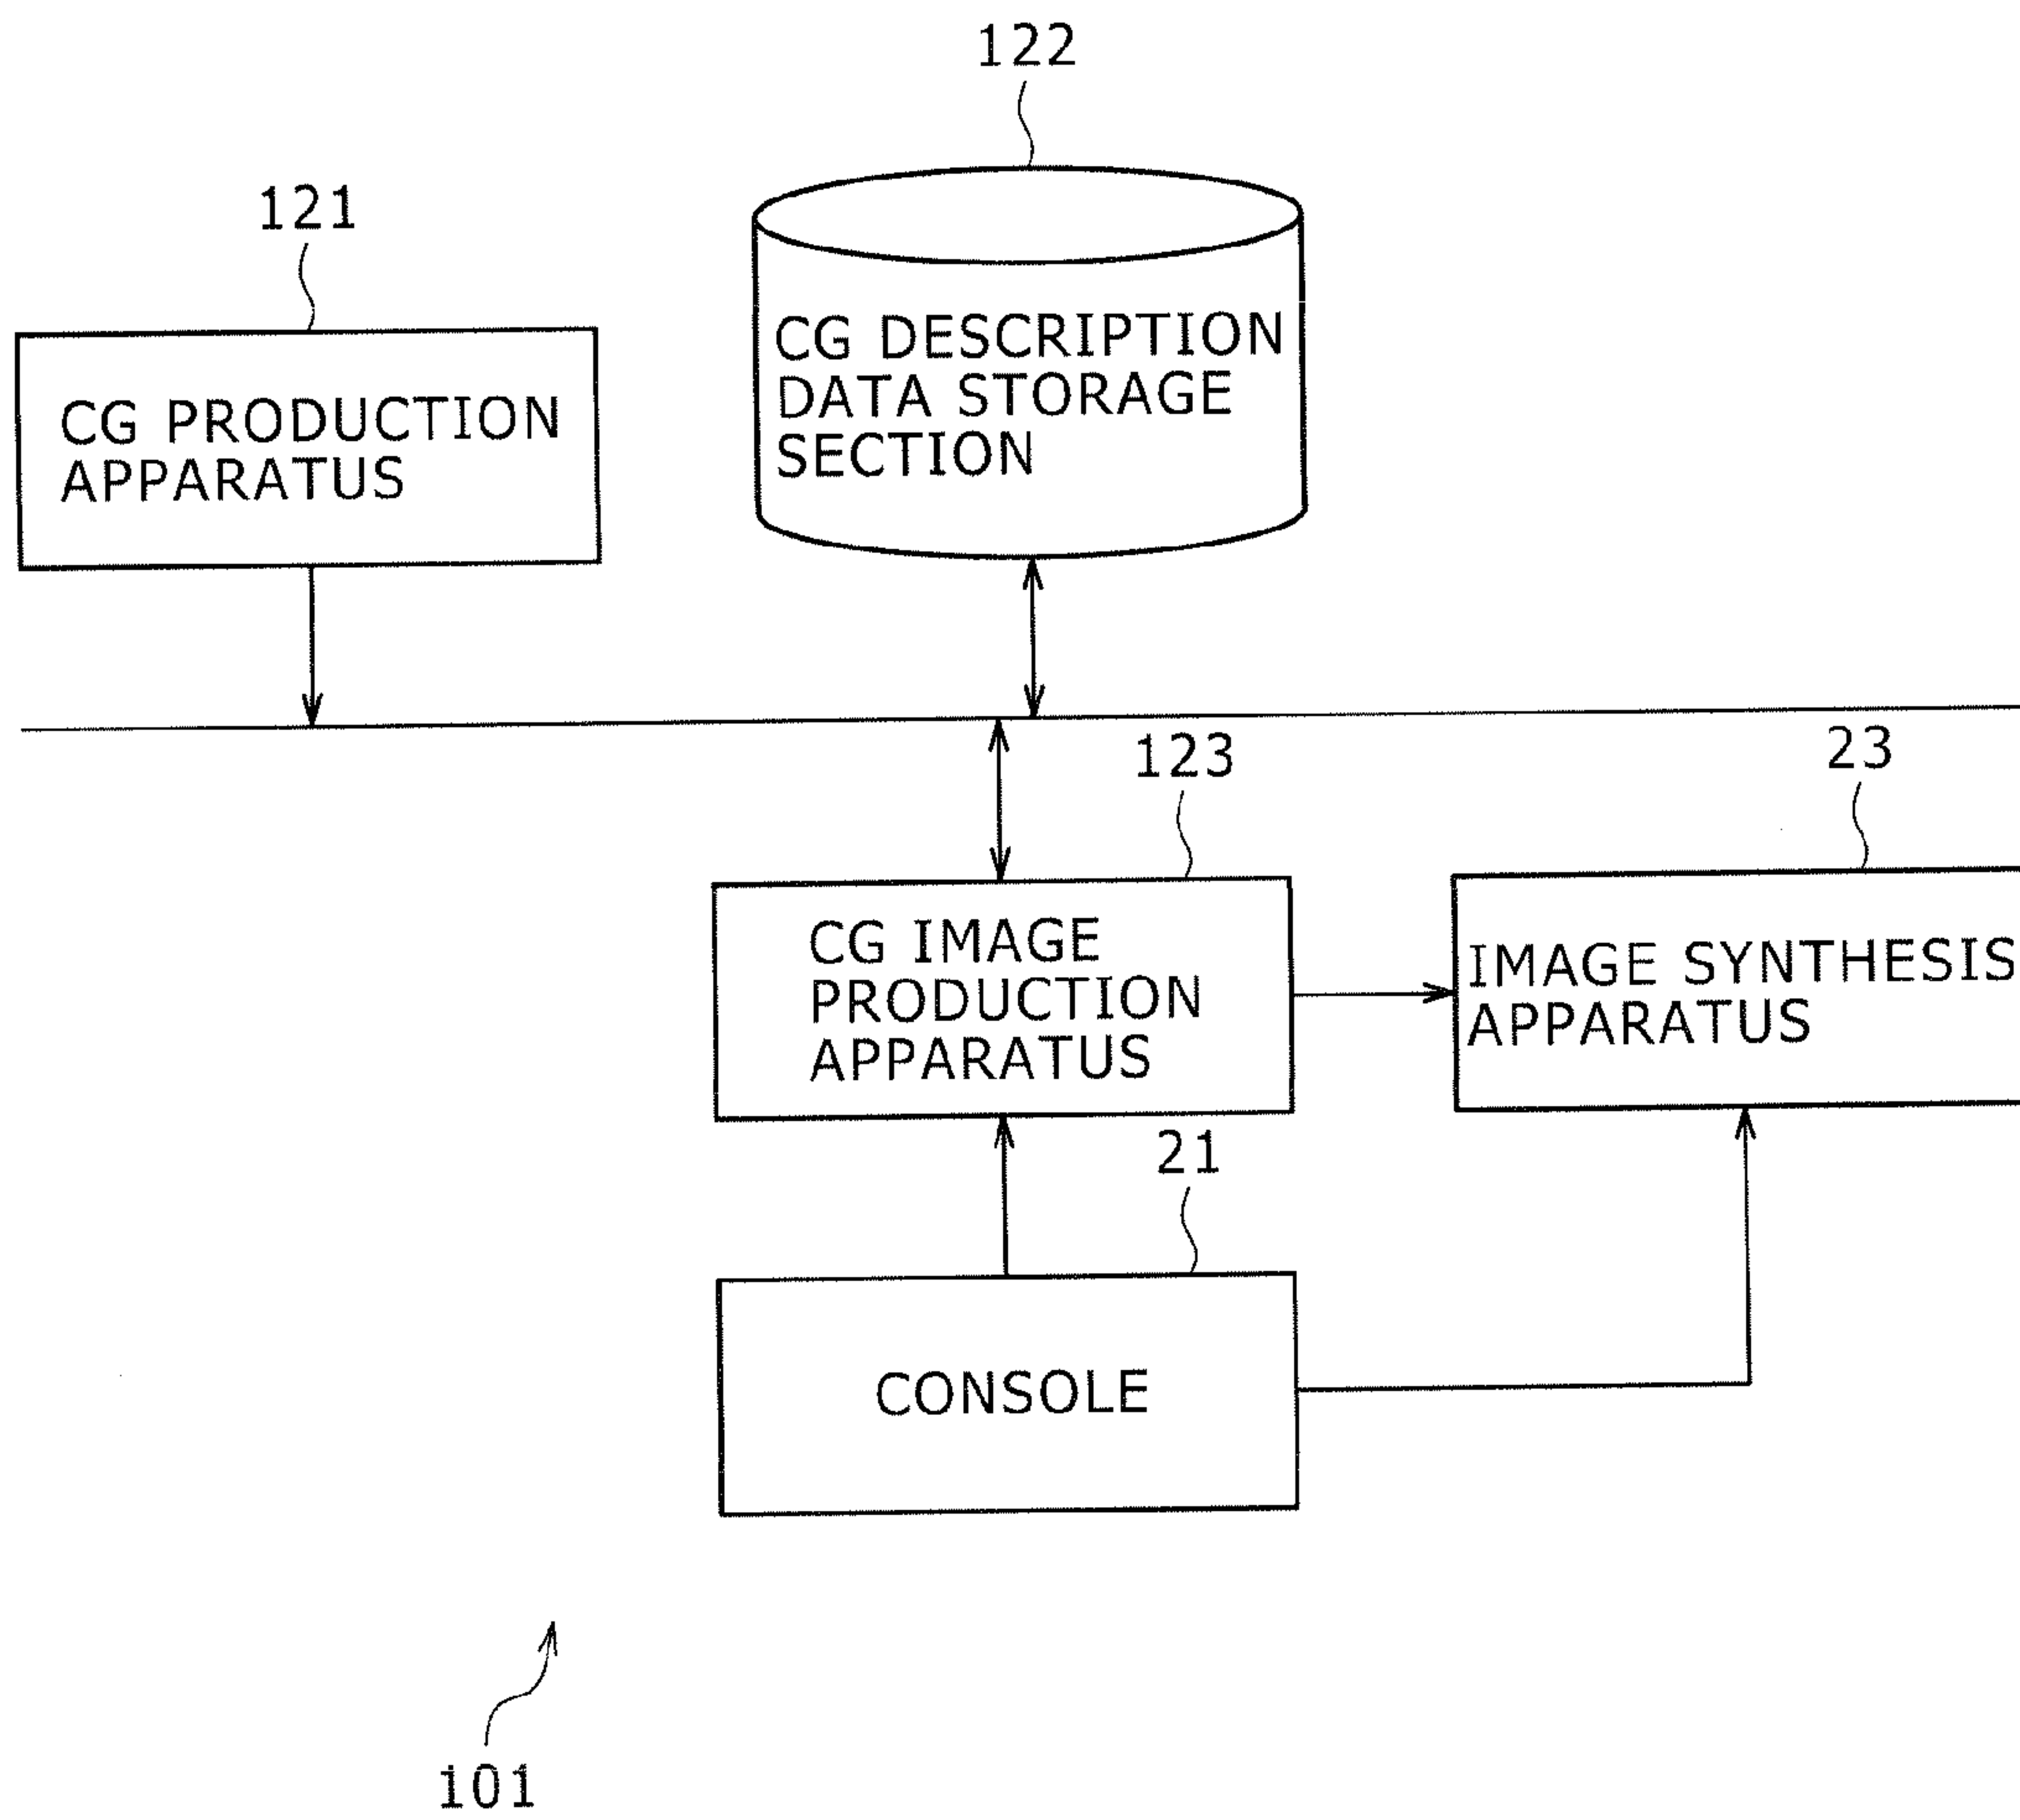 122
121
CG DESCRIPTION
DATA STORAGE
SECTION
CG PRODUCTION
APPARATUS
123
23
CG IMAGE
PRODUCTION
APPARATUS
IMAGE SYNTHESIS
APPARATUS
21
CONSOLE
101